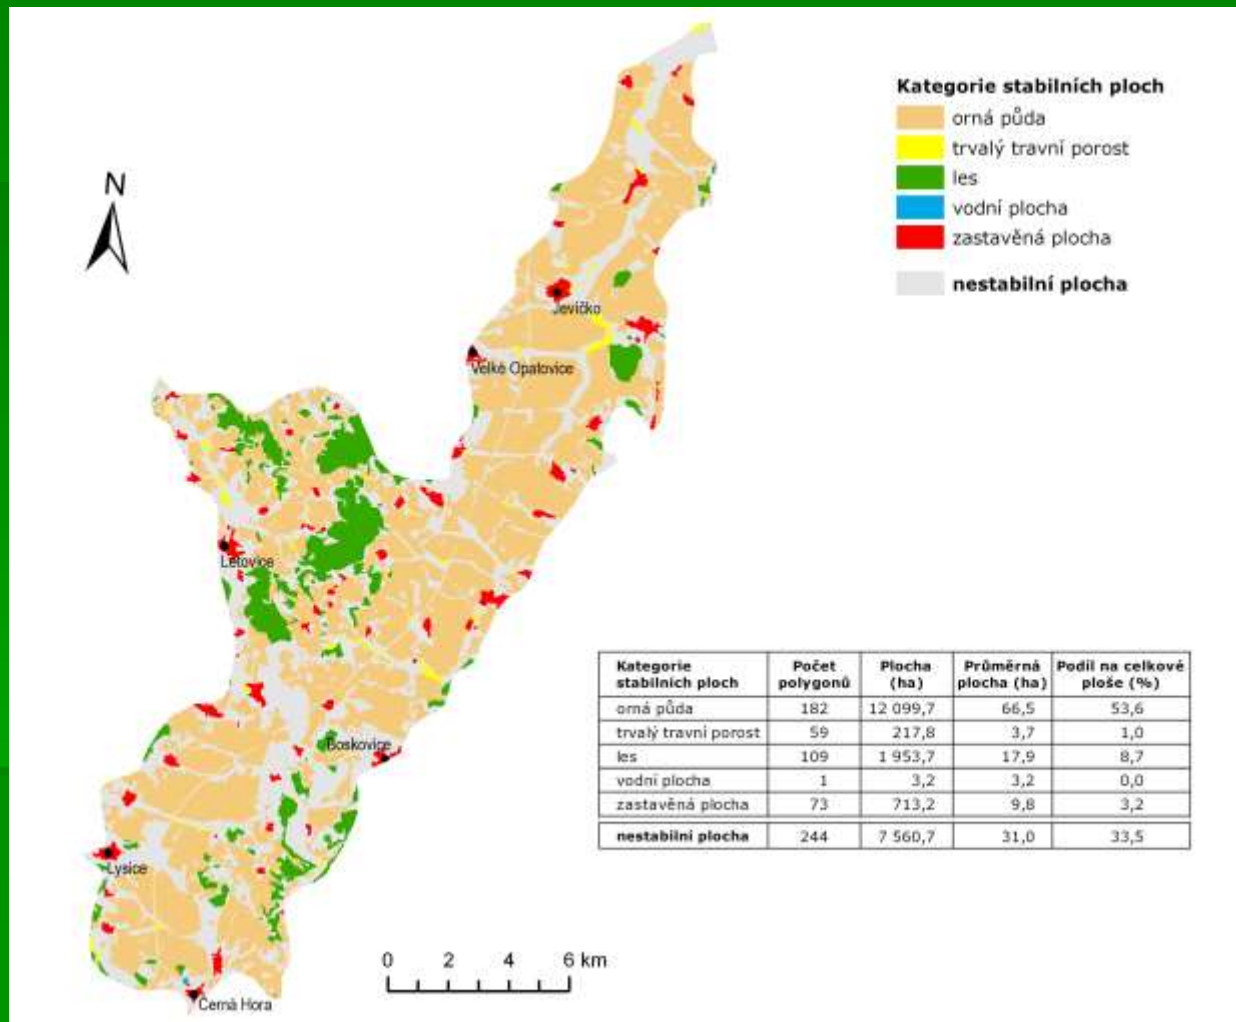 Kategorie stabilních ploch
orná půda
trvalý travní porost
les
vodní plocha
zastavěná plocha
nestabilní plocha
N
Jevíčko
Velké Opatovice
Letovice
Boskovice
Lysice
Černá Hora
0 2 4 6 km
Kategorie stabilních ploch Počet polygonů Plocha (ha) Průměrná plocha (ha) Podíl na celkové ploše (%)
orná půda 182 12 099,7 66,5 53,6
trvalý travní porost 59 217,8 3,7 1,0
les 109 1 953,7 17,9 8,7
vodní plocha 1 3,2 3,2 0,0
zastavěná plocha 73 713,2 9,8 3,2
nestabilní plocha 244 7 560,7 31,0 33,5